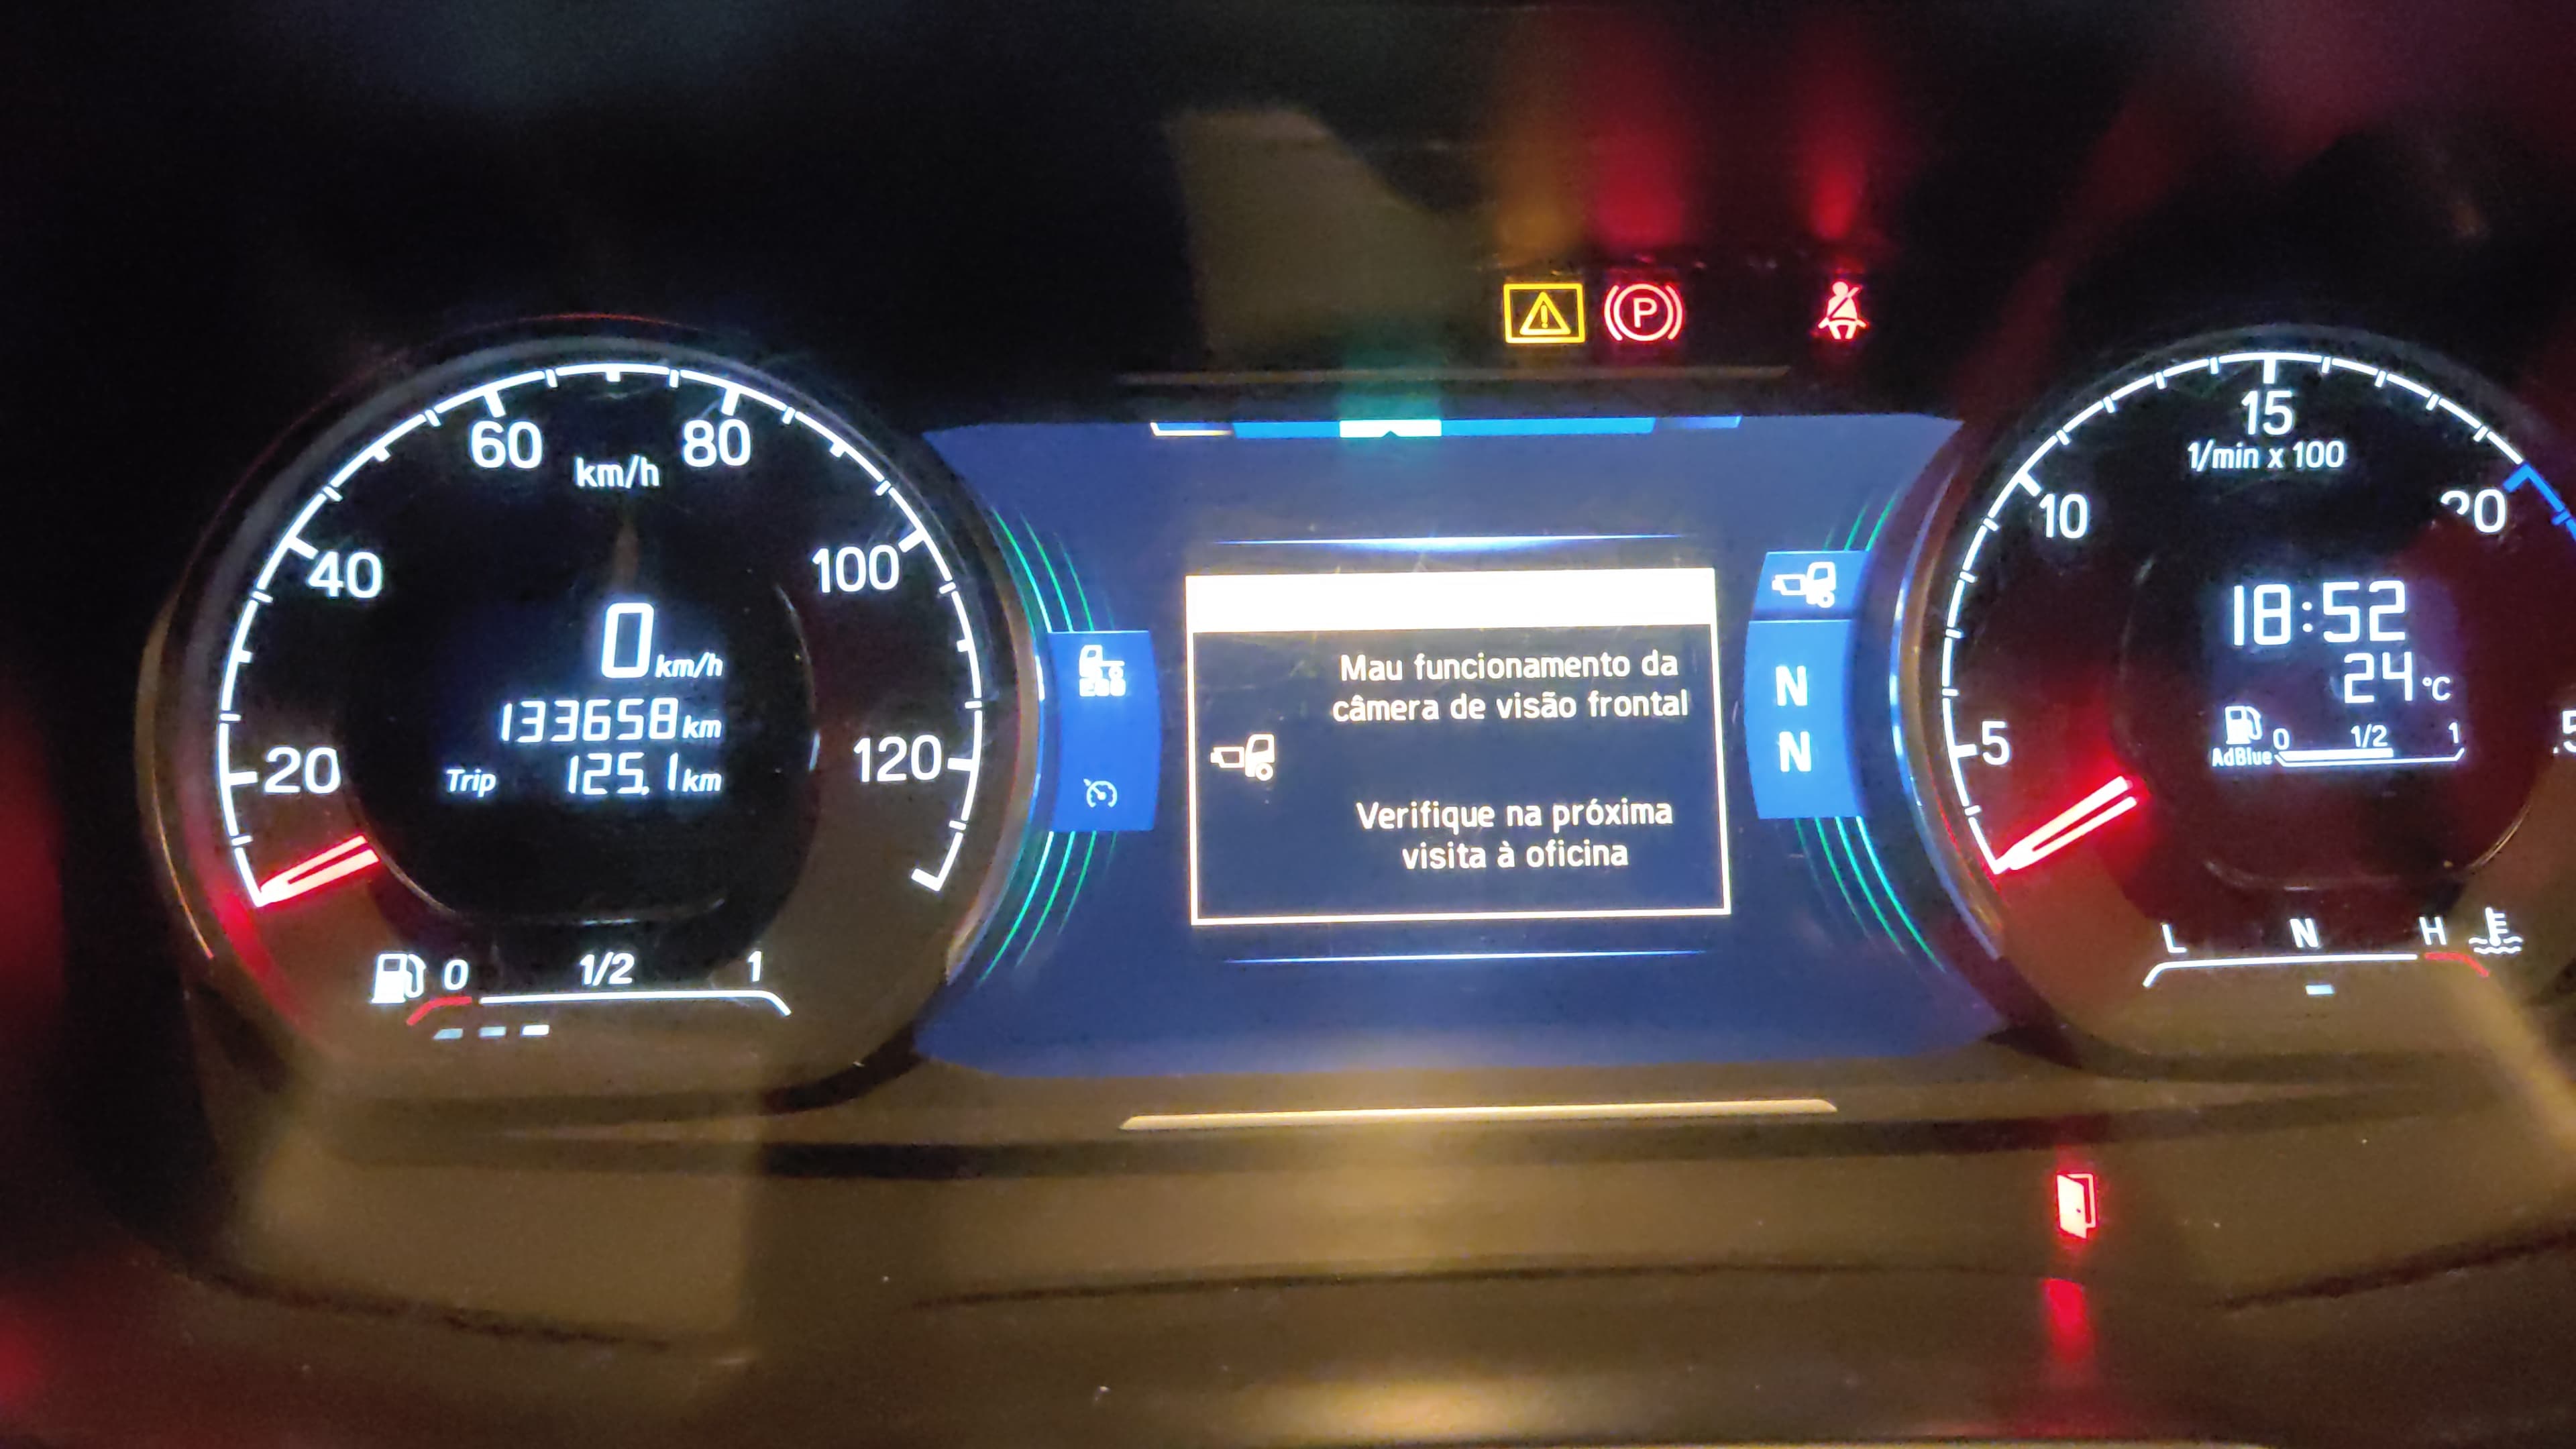 60
80
km/h
40
100
0 km/h
133658 km
Trip 125,1 km
20
120
0 1/2 1
P
Mau funcionamento da
câmera de visão frontal
Verifique na próxima
visita à oficina
N
N
15
1/min x 100
10
20
18:52
24 °C
AdBlue 0 1/2 1
5
L N H